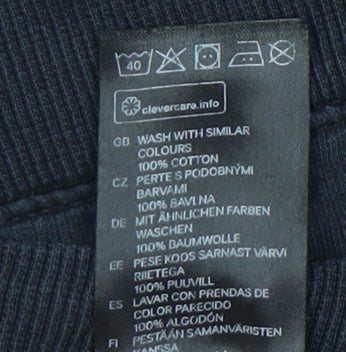 40
clevercare.info
GB WASH WITH SIMILAR
COLOURS
100% COTTON
CZ PERTE S PODOBNÝMI
BARVAMI
100% BAVLNA
DE MIT ÄHNLICHEN FARBEN
WASCHEN
100% BAUMWOLLE
EE PESE KOOS SARNAST VÄRVI
RIIETEGA
100% PUUVILL
ES LAVAR CON PRENDAS DE
COLOR PARECIDO
100% ALGODÓN
FI PESTÄÄN SAMANVÄRISTEN
KANSSA